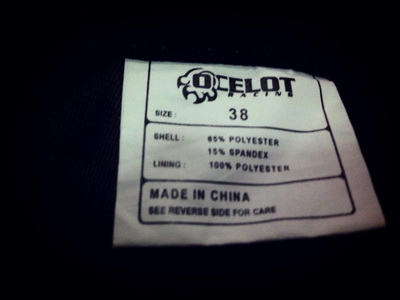 OCELOT
RACING
SIZE: 38
SHELL: 85% POLYESTER
15% SPANDEX
LINING: 100% POLYESTER
MADE IN CHINA
SEE REVERSE SIDE FOR CARE